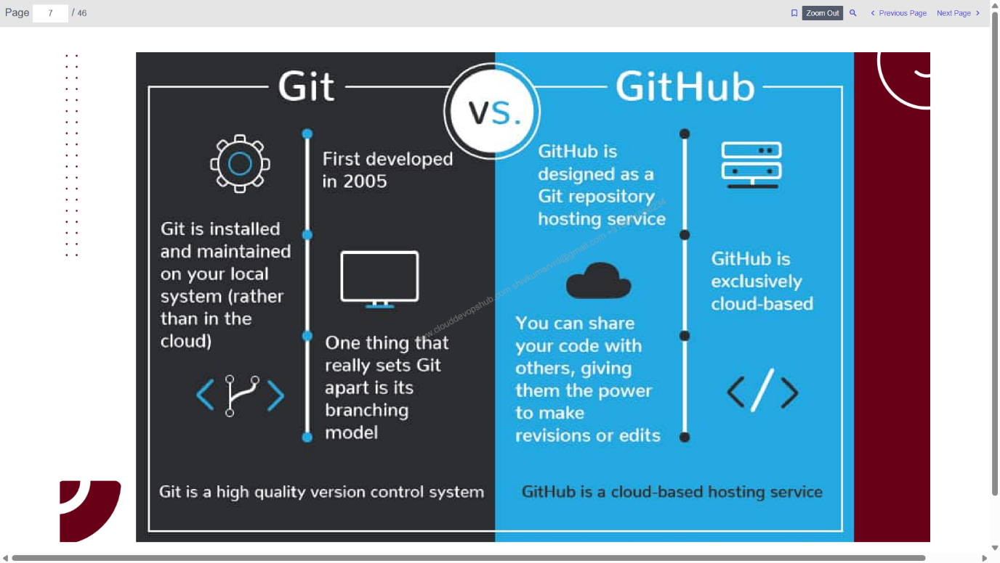 Page 7 / 46
Zoom Out
Previous Page
Next Page
Git
vs.
GitHub
First developed
in 2005
Git is installed
and maintained
on your local
system (rather
than in the
cloud)
One thing that
really sets Git
apart is its
branching
model
Git is a high quality version control system
GitHub is
designed as a
Git repository
hosting service
GitHub is
exclusively
cloud-based
You can share
your code with
others, giving
them the power
to make
revisions or edits
GitHub is a cloud-based hosting service
www.clouddevopshub.com